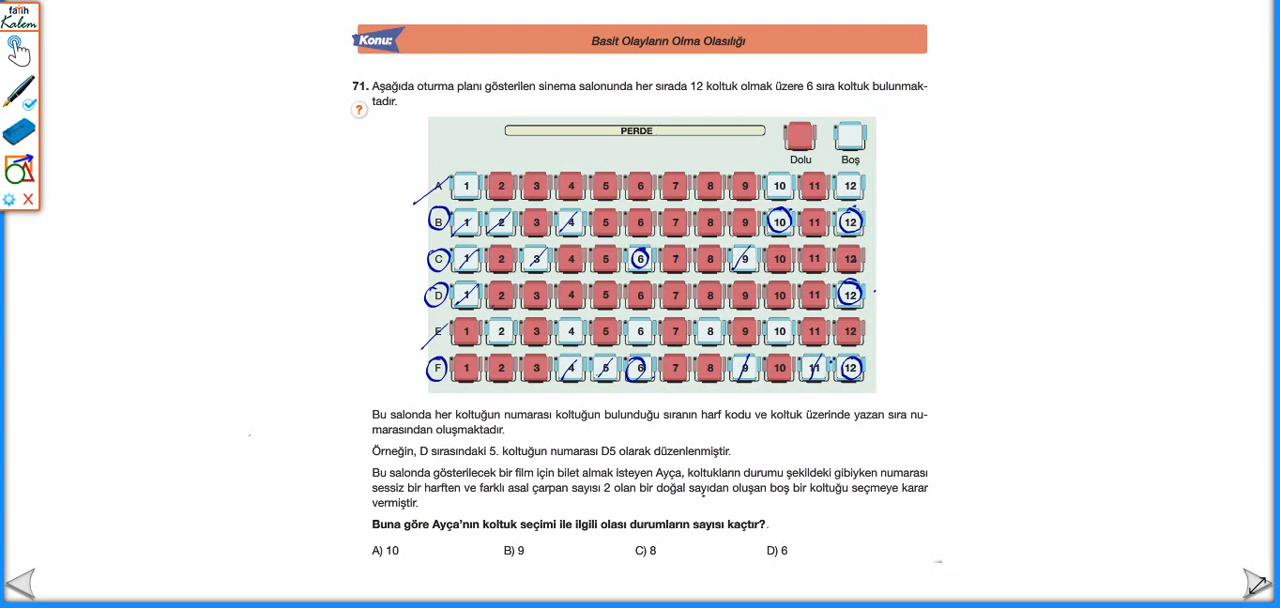 fatih
Kalem
Konu:
Basit Olayların Olma Olasılığı
71. Aşağıda oturma planı gösterilen sinema salonunda her sırada 12 koltuk olmak üzere 6 sıra koltuk bulunmak-
tadır.
?
PERDE
Dolu Boş
A 1 2 3 4 5 6 7 8 9 10 11 12
B 1 2 3 4 5 6 7 8 9 10 11 12
C 1 2 3 4 5 6 7 8 9 10 11 12
D 1 2 3 4 5 6 7 8 9 10 11 12
E 1 2 3 4 5 6 7 8 9 10 11 12
F 1 2 3 4 5 6 7 8 9 10 11 12
Bu salonda her koltuğun numarası koltuğun bulunduğu sıranın harf kodu ve koltuk üzerinde yazan sıra nu-
marasından oluşmaktadır.
Örneğin, D sırasındaki 5. koltuğun numarası D5 olarak düzenlenmiştir.
Bu salonda gösterilecek bir film için bilet almak isteyen Ayça, koltukların durumu şekildeki gibiyken numarası
sessiz bir harften ve farklı asal çarpan sayısı 2 olan bir doğal sayıdan oluşan boş bir koltuğu seçmeye karar
vermiştir.
Buna göre Ayça'nın koltuk seçimi ile ilgili olası durumların sayısı kaçtır?
A) 10 B) 9 C) 8 D) 6